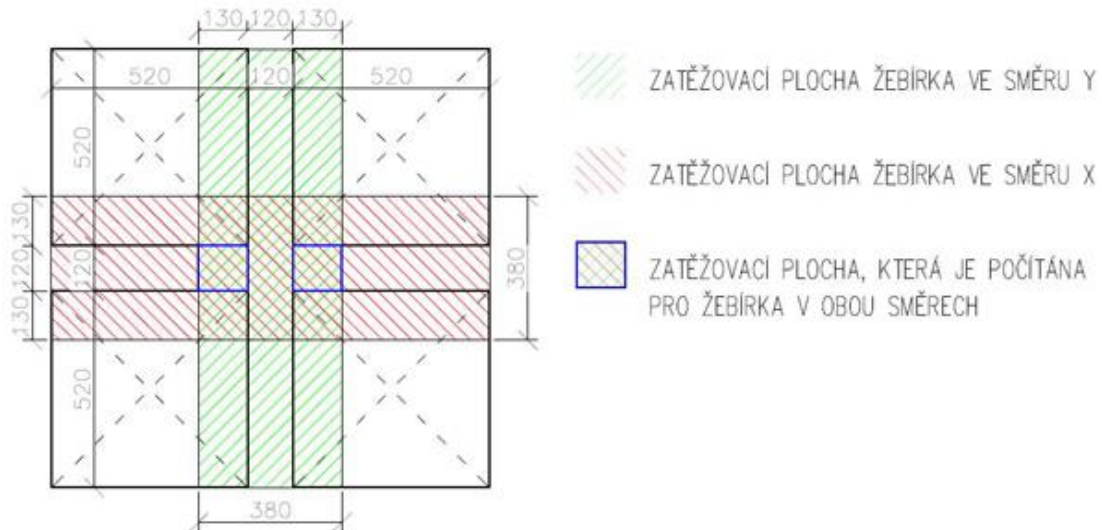 130 120 130
520 120 520
ZATĚŽOVACÍ PLOCHA ŽEBÍRKA VE SMĚRU Y
520
ZATĚŽOVACÍ PLOCHA ŽEBÍRKA VE SMĚRU X
130
120
130
120
380
520
ZATĚŽOVACÍ PLOCHA, KTERÁ JE POČÍTÁNA
PRO ŽEBÍRKA V OBOU SMĚRECH
380